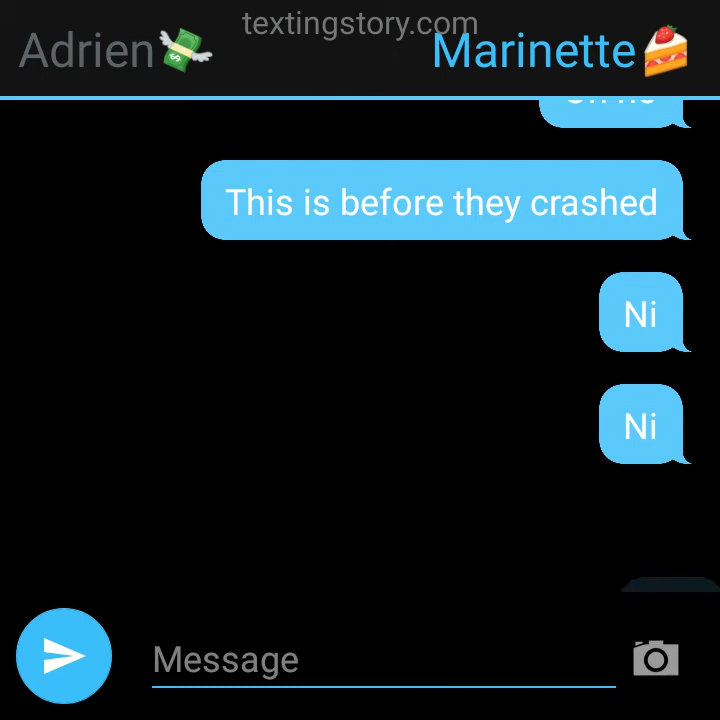 textingstory.com
Adrien💸 Marinette🍰
This is before they crashed
Ni
Ni
Message